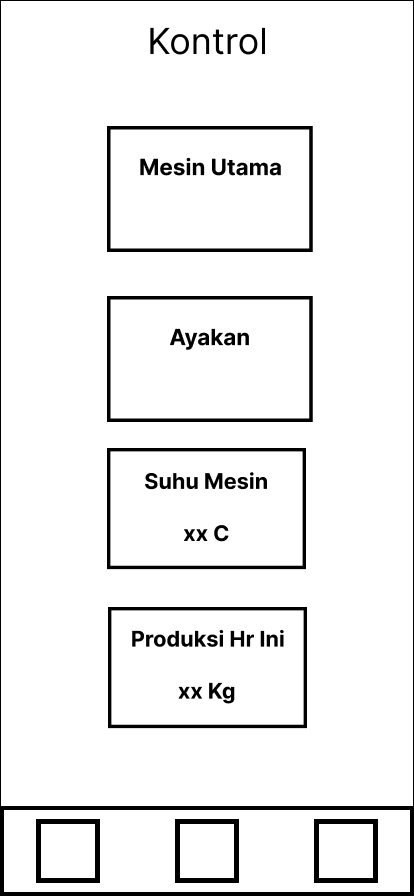 Kontrol
Mesin Utama
Ayakan
Suhu Mesin
xx C
Produksi Hr Ini
xx Kg